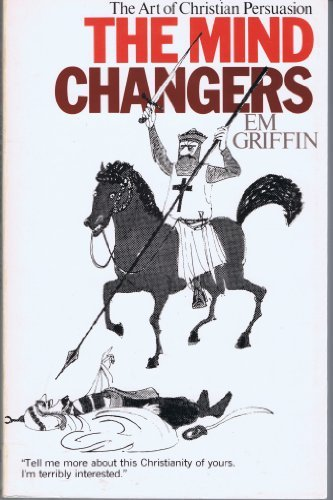 The Art of Christian Persuasion
THE MIND
CHANGERS
EM
GRIFFIN
"Tell me more about this Christianity of yours.
I'm terribly interested."